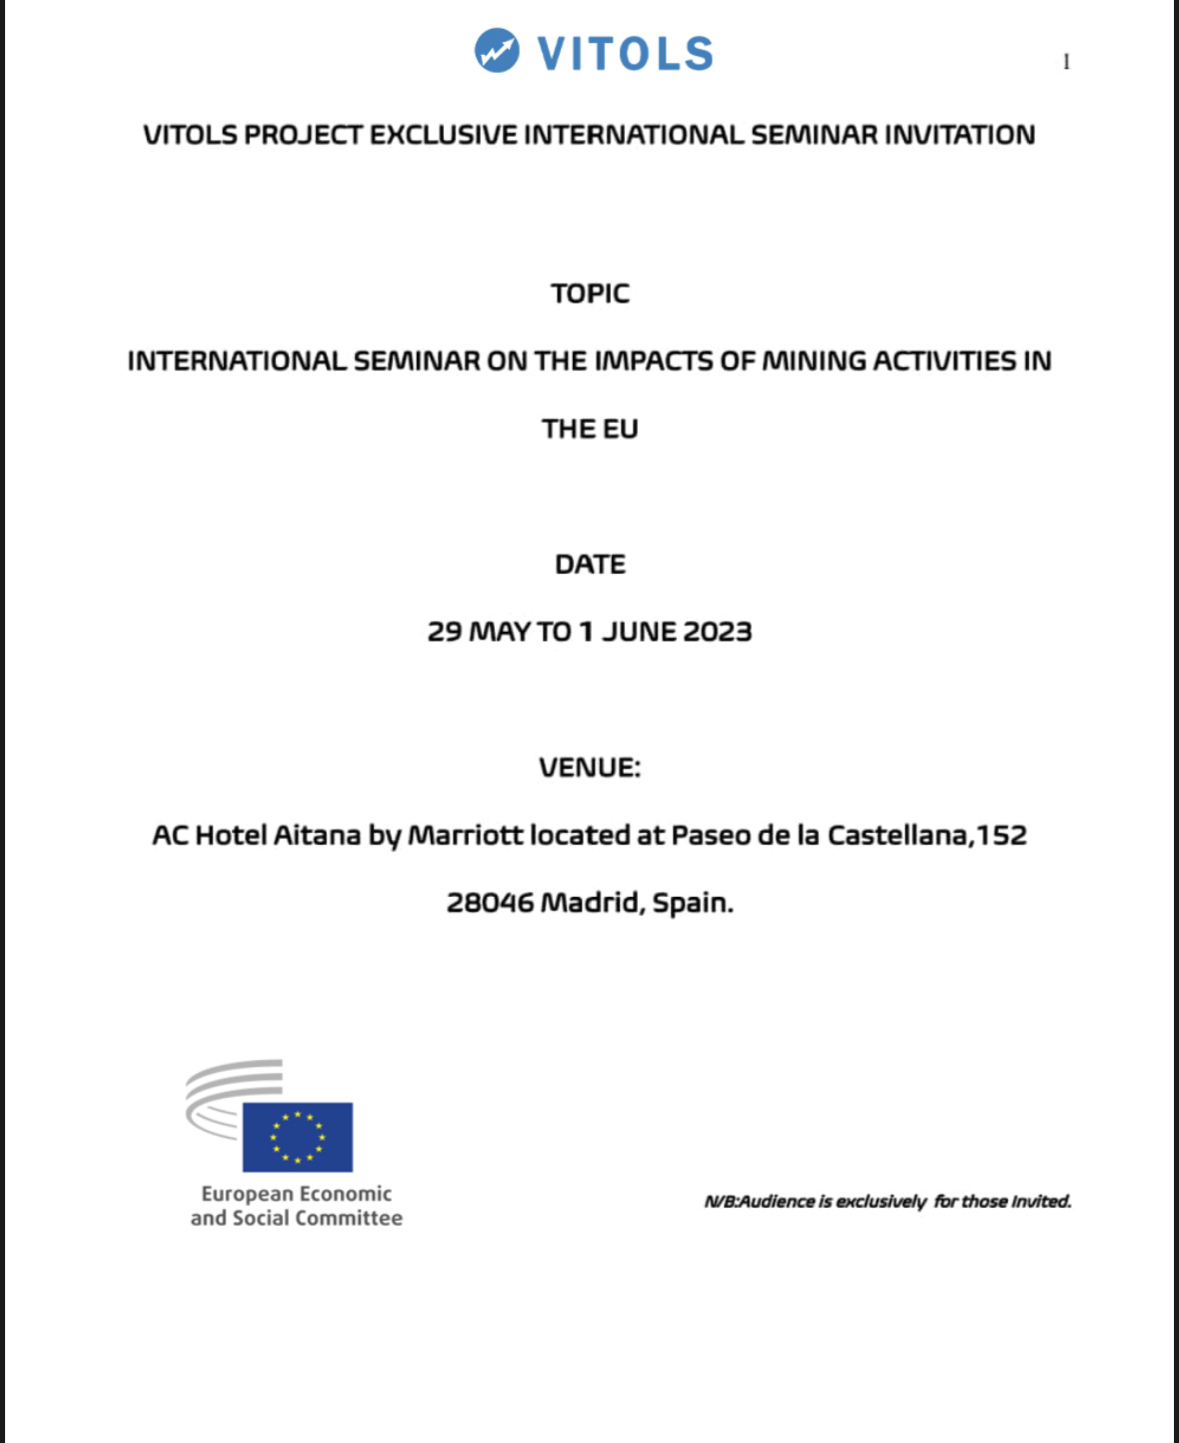 VITOLS
1
VITOLS PROJECT EXCLUSIVE INTERNATIONAL SEMINAR INVITATION
TOPIC
INTERNATIONAL SEMINAR ON THE IMPACTS OF MINING ACTIVITIES IN
THE EU
DATE
29 MAY TO 1 JUNE 2023
VENUE:
AC Hotel Aitana by Marriott located at Paseo de la Castellana,152
28046 Madrid, Spain.
European Economic
and Social Committee
N/B:Audience is exclusively for those Invited.